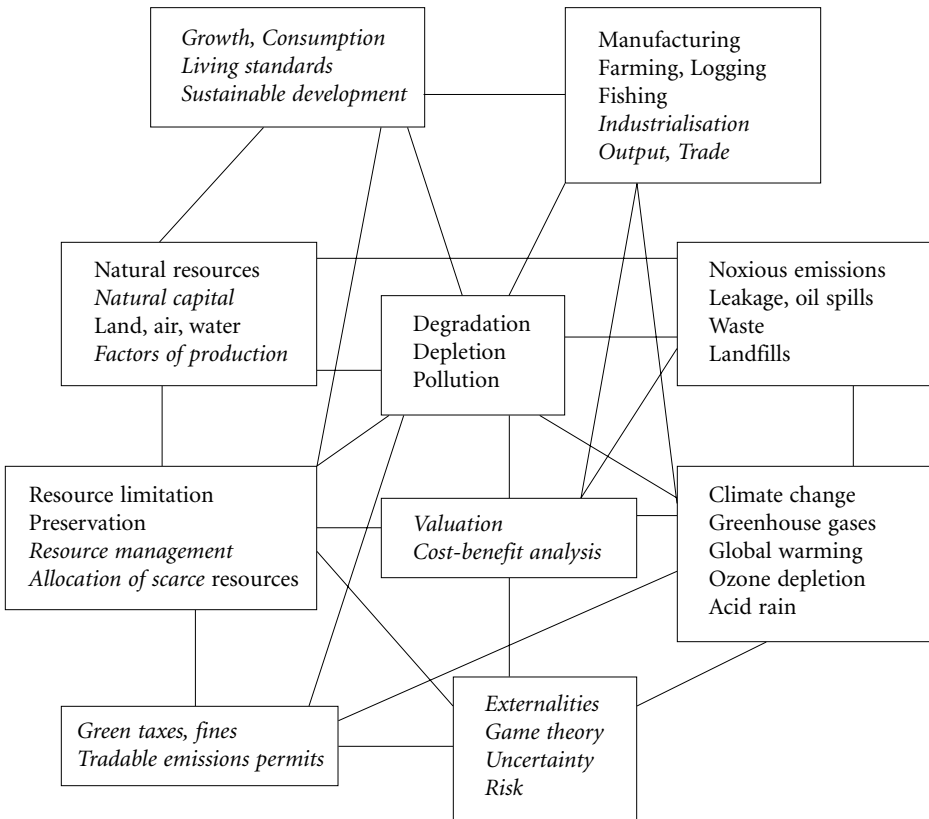 Growth, Consumption
Living standards
Sustainable development
Manufacturing
Farming, Logging
Fishing
Industrialisation
Output, Trade
Natural resources
Natural capital
Land, air, water
Factors of production
Degradation
Depletion
Pollution
Noxious emissions
Leakage, oil spills
Waste
Landfills
Resource limitation
Preservation
Resource management
Allocation of scarce resources
Valuation
Cost-benefit analysis
Climate change
Greenhouse gases
Global warming
Ozone depletion
Acid rain
Green taxes, fines
Tradable emissions permits
Externalities
Game theory
Uncertainty
Risk